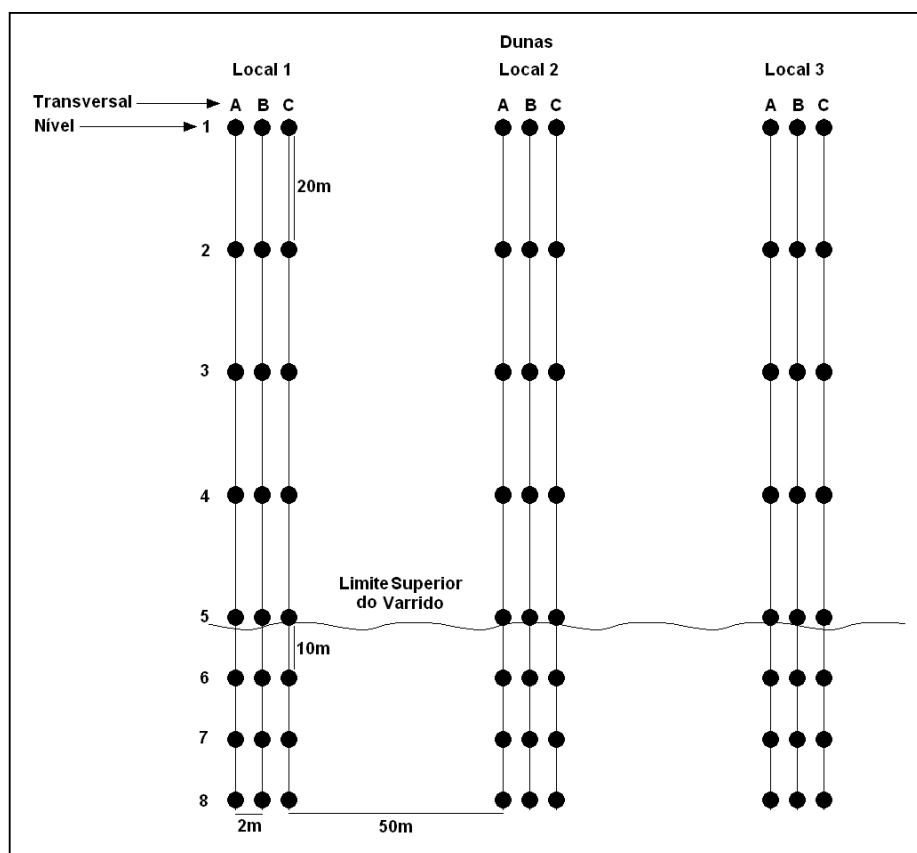 Dunas
Local 1 Local 2 Local 3
Transversal A B C A B C A B C
Nível 1
20m
2
3
4
Limite Superior
do Varrido
5
10m
6
7
8
2m 50m